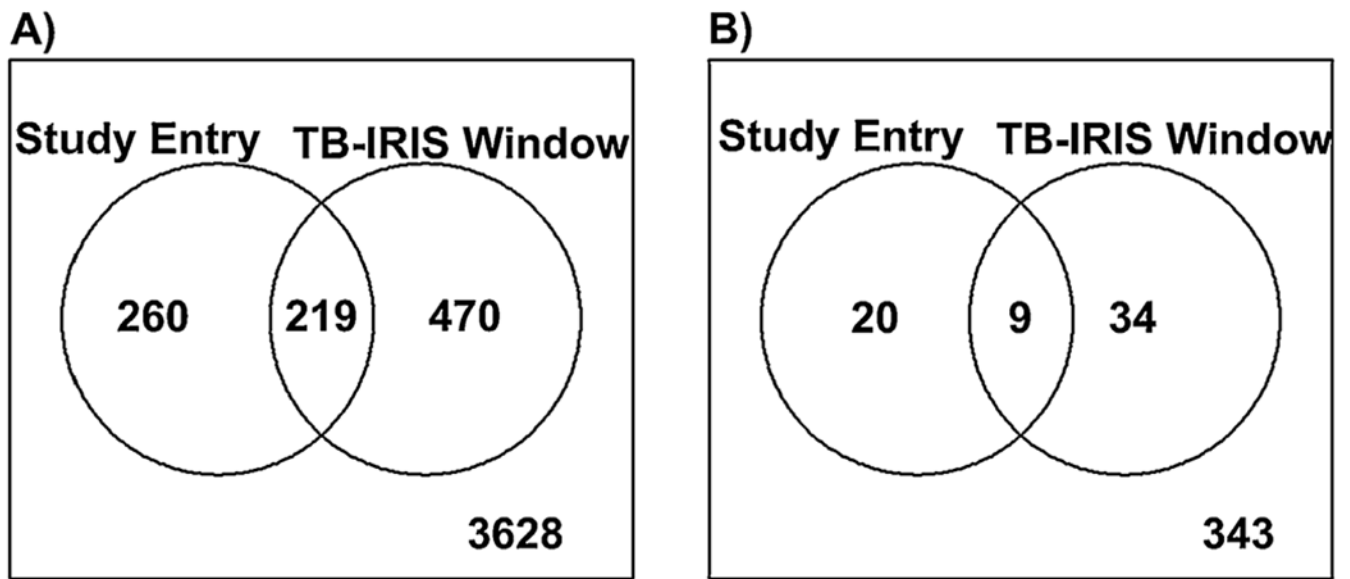 A)
Study Entry TB-IRIS Window
260 219 470
3628
B)
Study Entry TB-IRIS Window
20 9 34
343